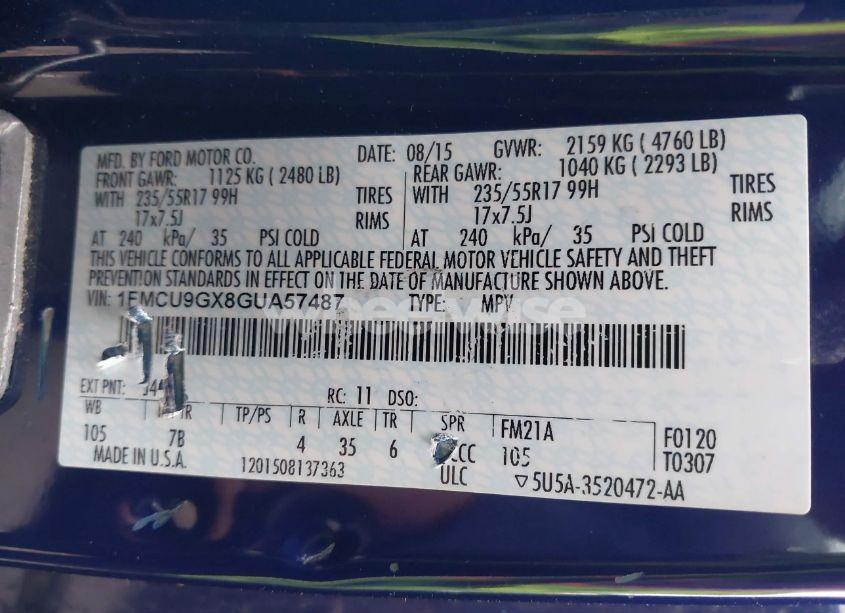 MFD. BY FORD MOTOR CO. DATE: 08/15 GVWR: 2159 KG ( 4760 LB)
FRONT GAWR: 1125 KG ( 2480 LB) REAR GAWR: 1040 KG ( 2293 LB)
WITH 235/55R17 99H TIRES WITH 235/55R17 99H TIRES
17x7.5J RIMS 17x7.5J RIMS
AT 240 kPa/ 35 PSI COLD AT 240 kPa/ 35 PSI COLD
THIS VEHICLE CONFORMS TO ALL APPLICABLE FEDERAL MOTOR VEHICLE SAFETY AND THEFT
PREVENTION STANDARDS IN EFFECT ON THE DATE OF MANUFACTURE SHOWN ABOVE.
VIN: 1FMCU9GX8GUA57487 TYPE: MPV
EXT PNT: J4 RC: 11 DSO:
WB TR TP/PS R AXLE TR SPR FM21A F0120
105 7B 4 35 6 CC 105 T0307
MADE IN U.S.A. 1201508137363 ULC ▽5U5A-3520472-AA